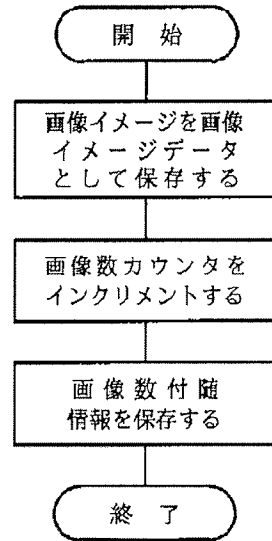 開 始
画像イメージを画像
イメージデータ
として保存する
画像数カウンタを
インクリメントする
画像数付随
情報を保存する
終 了